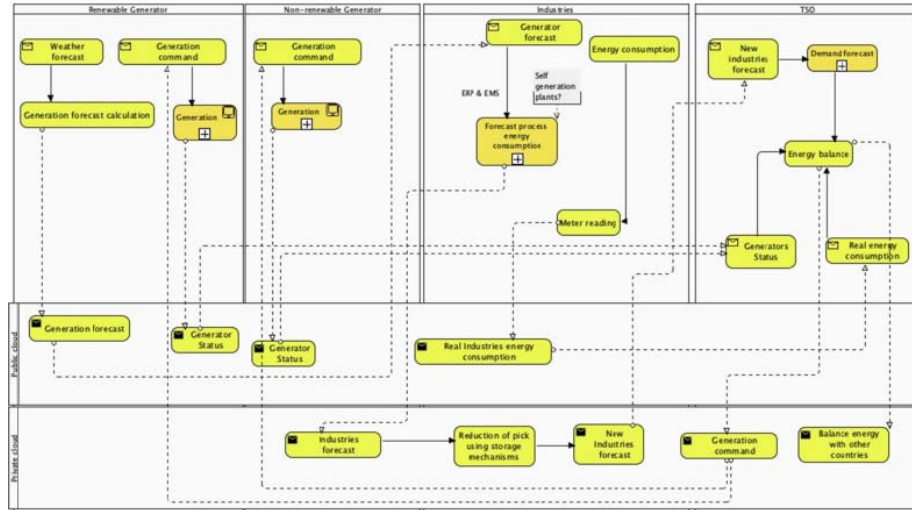 Renewable Generator
Non-renewable Generator
Industries
TSO
Weather
forecast
Generation
command
Generation forecast calculation
Generation
Generation
command
Generation
Generator
forecast
Energy consumption
ERP & EMS
Self
generation
plants?
Forecast process
energy
consumption
Meter reading
New
industries
forecast
Demand forecast
Energy balance
Generators
Status
Real energy
consumption
Public cloud
Generation forecast
Generator
Status
Generator
Status
Real Industries energy
consumption
Private cloud
Industries
forecast
Reduction of pick
using storage
mechanisms
New
Industries
forecast
Generation
command
Balance energy
with other
countries